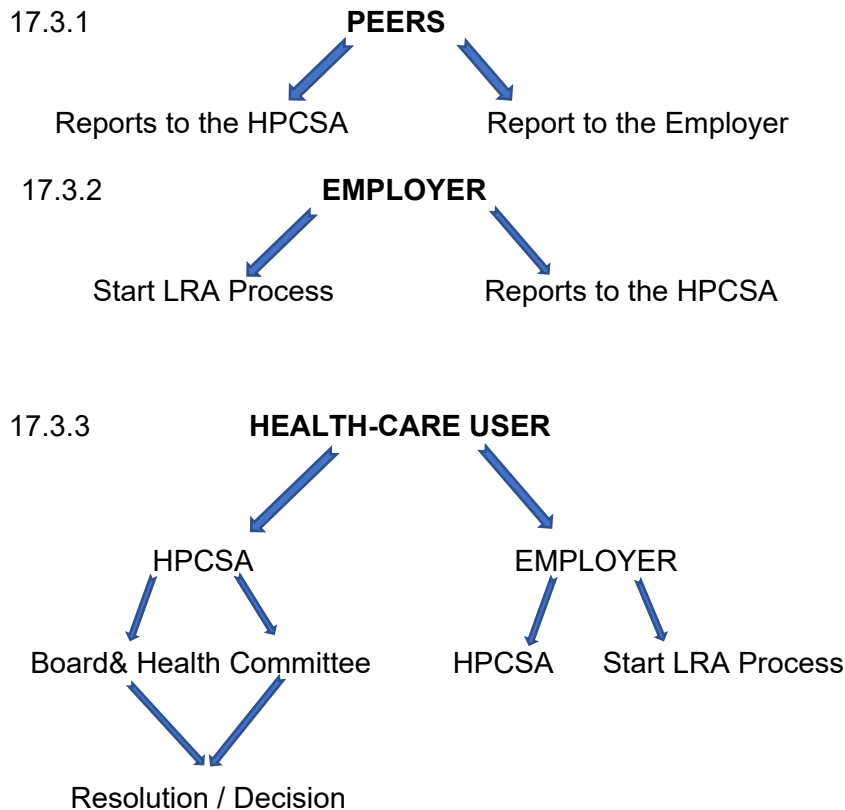 17.3.1 PEERS
Reports to the HPCSA Report to the Employer
17.3.2 EMPLOYER
Start LRA Process Reports to the HPCSA
17.3.3 HEALTH-CARE USER
HPCSA EMPLOYER
Board& Health Committee HPCSA Start LRA Process
Resolution / Decision